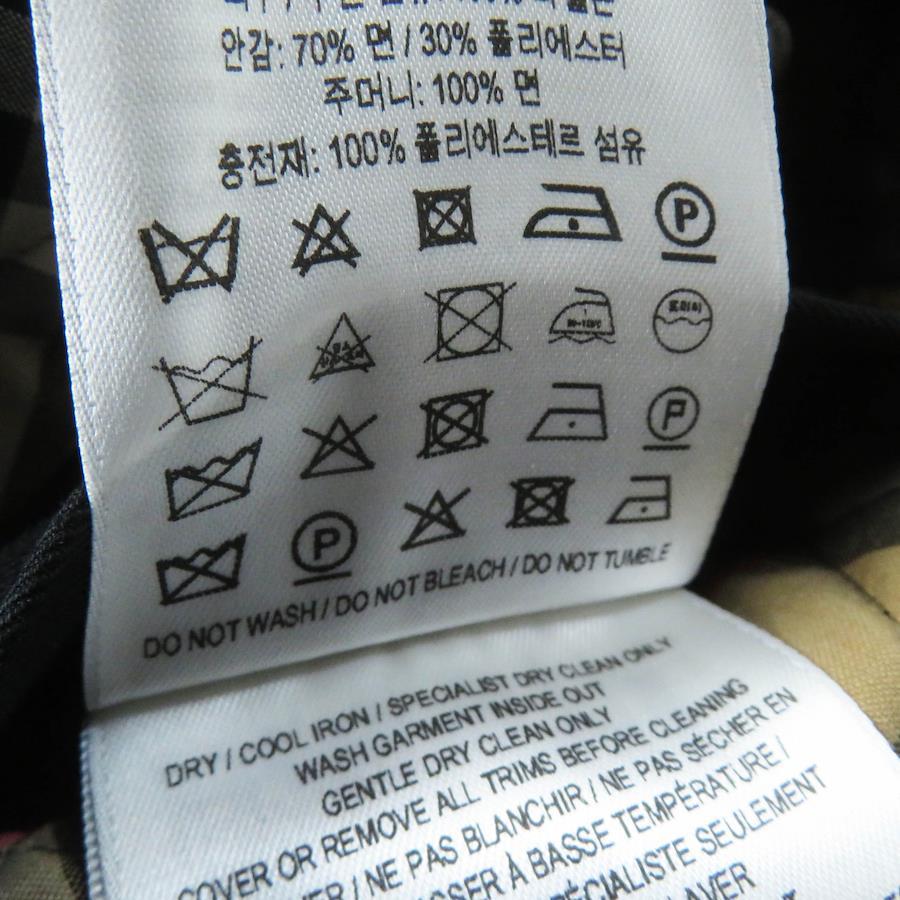 안감: 70% 면 / 30% 폴리에스터
주머니: 100% 면
충전재: 100% 폴리에스테르 섬유
P
P
P
DO NOT WASH / DO NOT BLEACH / DO NOT TUMBLE
DRY / COOL IRON / SPECIALIST DRY CLEAN ONLY
WASH GARMENT INSIDE OUT
GENTLE DRY CLEAN ONLY
COVER OR REMOVE ALL TRIMS BEFORE CLEANING
/ NE PAS BLANCHIR / NE PAS SÉCHER EN
À BASSE TEMPÉRATURE /
SPÉCIALISTE SEULEMENT
LAVER